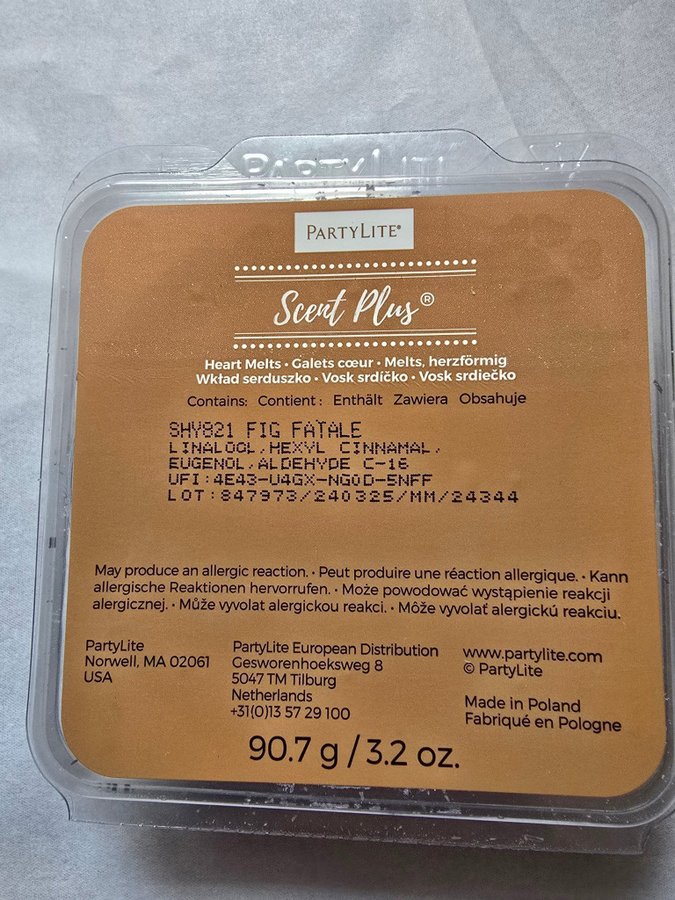 PARTYLITE
PARTYLITE®
Scent Plus®
Heart Melts • Galets cœur • Melts, herzförmig
Wkład serduszko • Vosk srdíčko • Vosk srdiečko
Contains: Contient : Enthält Zawiera Obsahuje
SHY821 FIG FATALE
LINALOOL,HEXYL CINNAMAL,
EUGENOL,ALDEHYDE C-16
UFI:4E43-U4GX-NG0D-5NFF
LOT:847973/240325/MM/24344
May produce an allergic reaction. • Peut produire une réaction allergique. • Kann
allergische Reaktionen hervorrufen. • Może powodować wystąpienie reakcji
alergicznej. • Může vyvolat alergickou reakci. • Môže vyvolať alergickú reakciu.
PartyLite
Norwell, MA 02061
USA
PartyLite European Distribution
Gesworenhoeksweg 8
5047 TM Tilburg
Netherlands
+31(0)13 57 29 100
www.partylite.com
© PartyLite
Made in Poland
Fabriqué en Pologne
90.7 g / 3.2 oz.